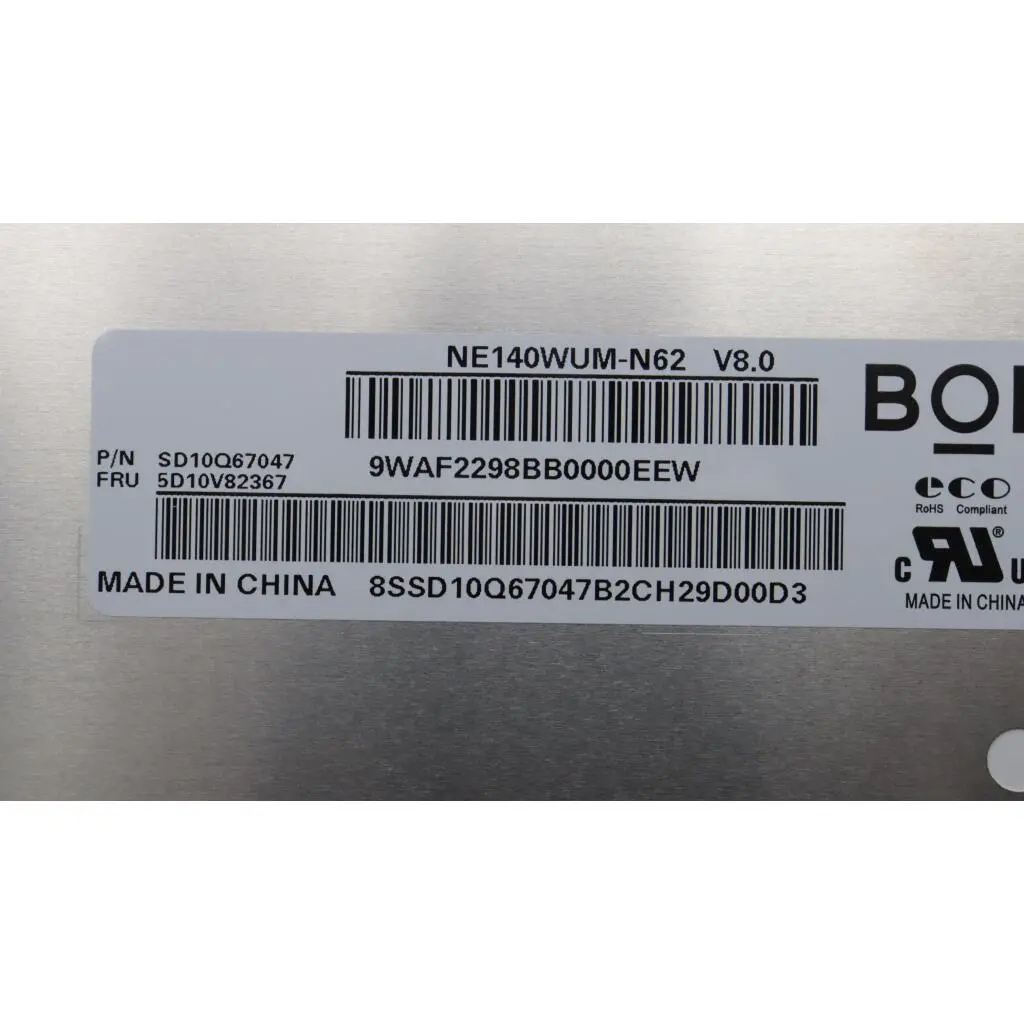 NE140WUM-N62 V8.0
BO
P/N SD10Q67047
9WAF2298BB0000EEW
FRU 5D10V82367
eco
RoHS Compliant
MADE IN CHINA 8SSD10Q67047B2CH29D00D3
c RU® U
MADE IN CHINA